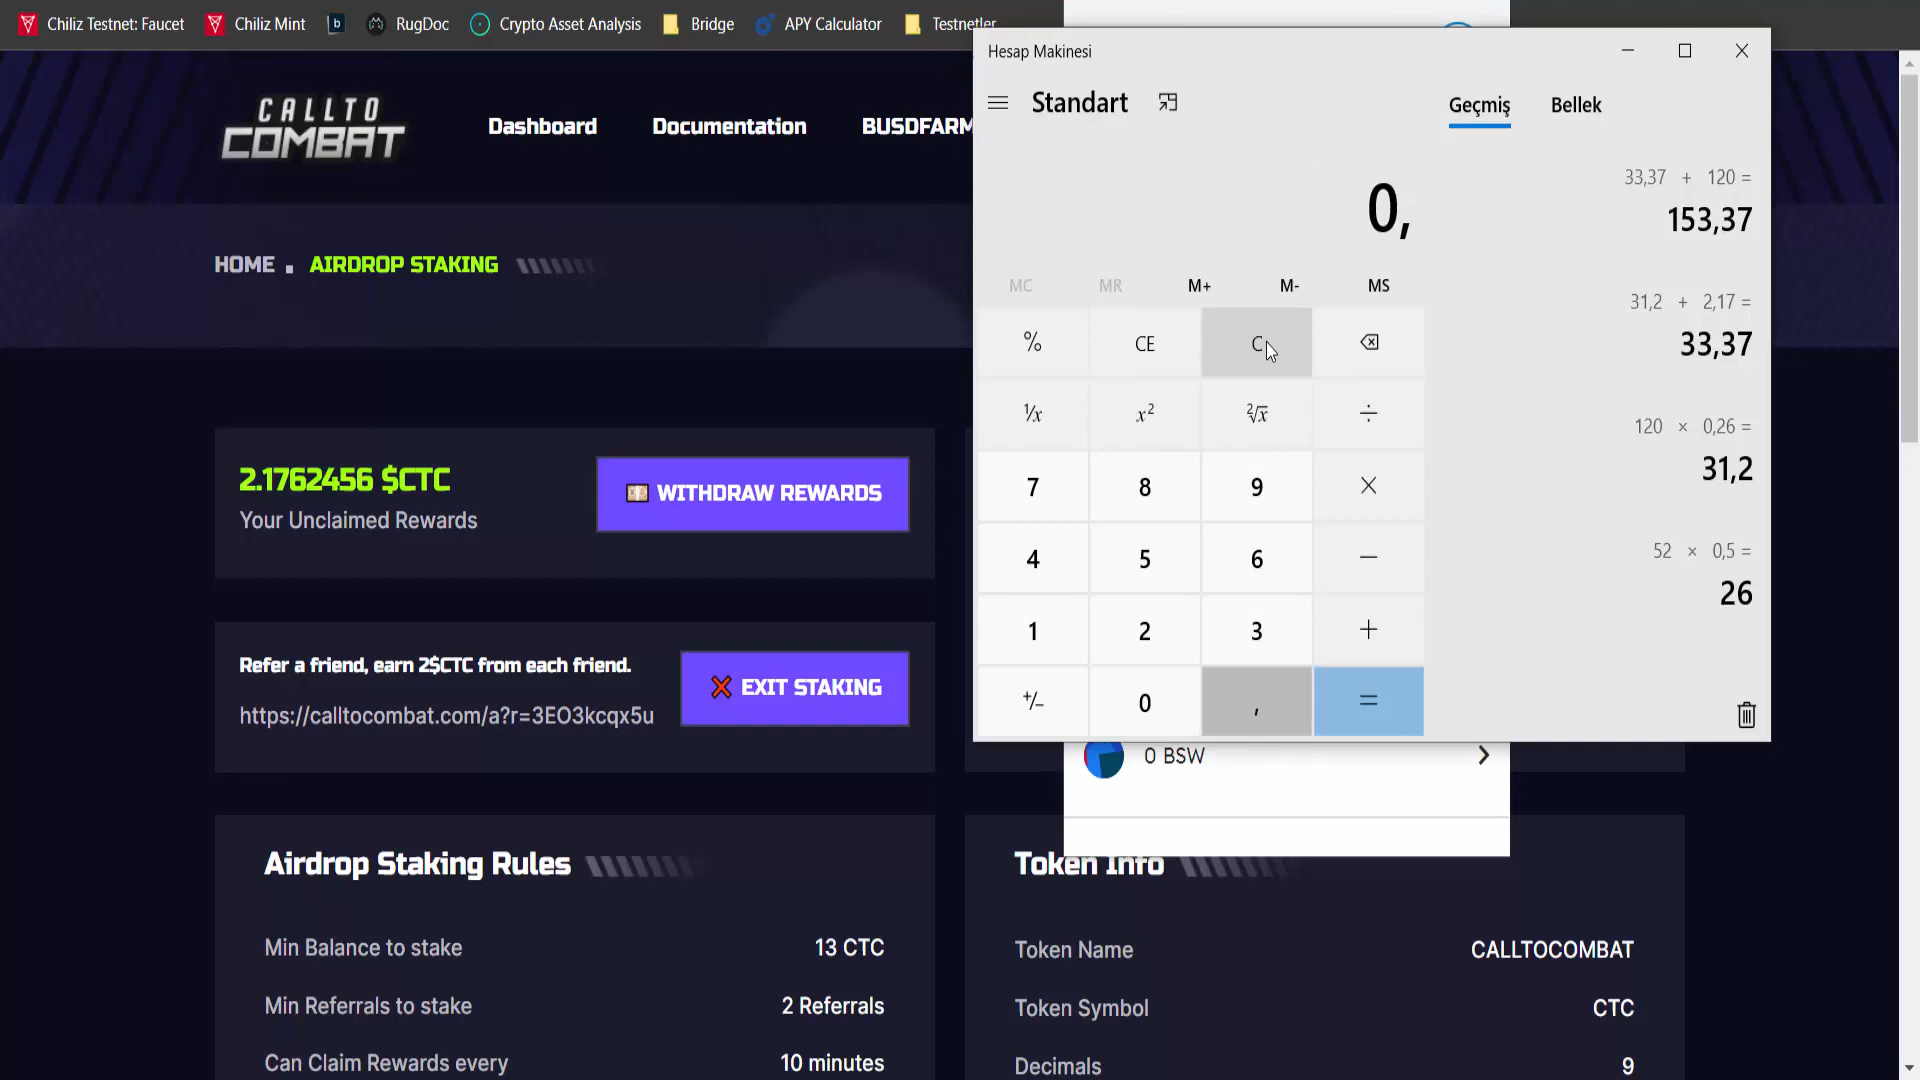 Chiliz Testnet: Faucet
Chiliz Mint
b
RugDoc
Crypto Asset Analysis
Bridge
APY Calculator
Testnetler
CALLTO
COMBAT
Dashboard
Documentation
BUSDFARM
HOME
AIRDROP STAKING
2.1762456 $CTC
Your Unclaimed Rewards
WITHDRAW REWARDS
Refer a friend, earn 2$CTC from each friend.
https://calltocombat.com/a?r=3EO3kcqx5u
EXIT STAKING
Airdrop Staking Rules
Min Balance to stake 13 CTC
Min Referrals to stake 2 Referrals
Can Claim Rewards every 10 minutes
Hesap Makinesi
Standart
Geçmiş
Bellek
0,
MC MR M+ M- MS
% CE C
⅟x x² ²√x ÷
7 8 9 ×
4 5 6 −
1 2 3 +
+/− 0 , =
33,37 + 120 =
153,37
31,2 + 2,17 =
33,37
120 × 0,26 =
31,2
52 × 0,5 =
26
0 BSW
Token Info
Token Name CALLTOCOMBAT
Token Symbol CTC
Decimals 9